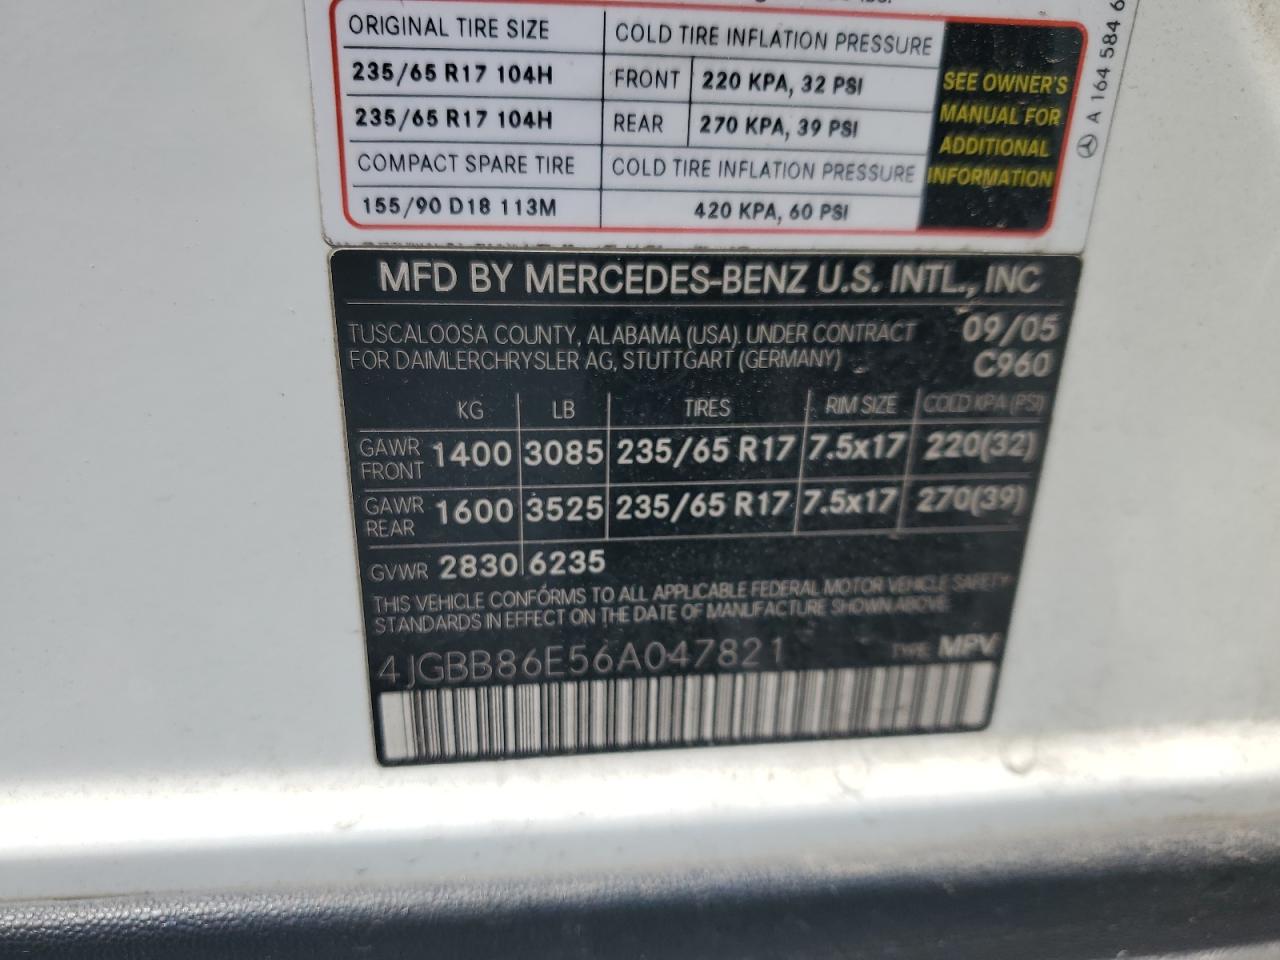 ORIGINAL TIRE SIZE COLD TIRE INFLATION PRESSURE
235/65 R17 104H FRONT 220 KPA, 32 PSI
235/65 R17 104H REAR 270 KPA, 39 PSI
COMPACT SPARE TIRE COLD TIRE INFLATION PRESSURE
155/90 D18 113M 420 KPA, 60 PSI
SEE OWNER'S
MANUAL FOR
ADDITIONAL
INFORMATION
A 164 584 6
MFD BY MERCEDES-BENZ U.S. INTL., INC
TUSCALOOSA COUNTY, ALABAMA (USA). UNDER CONTRACT 09/05
FOR DAIMLERCHRYSLER AG, STUTTGART (GERMANY) C960
KG LB TIRES RIM SIZE COLD KPA (PSI)
GAWR FRONT 1400 3085 235/65 R17 7.5x17 220(32)
GAWR REAR 1600 3525 235/65 R17 7.5x17 270(39)
GVWR 2830 6235
THIS VEHICLE CONFORMS TO ALL APPLICABLE FEDERAL MOTOR VEHICLE SAFETY
STANDARDS IN EFFECT ON THE DATE OF MANUFACTURE SHOWN ABOVE.
4JGBB86E56A047821 TYPE MPV